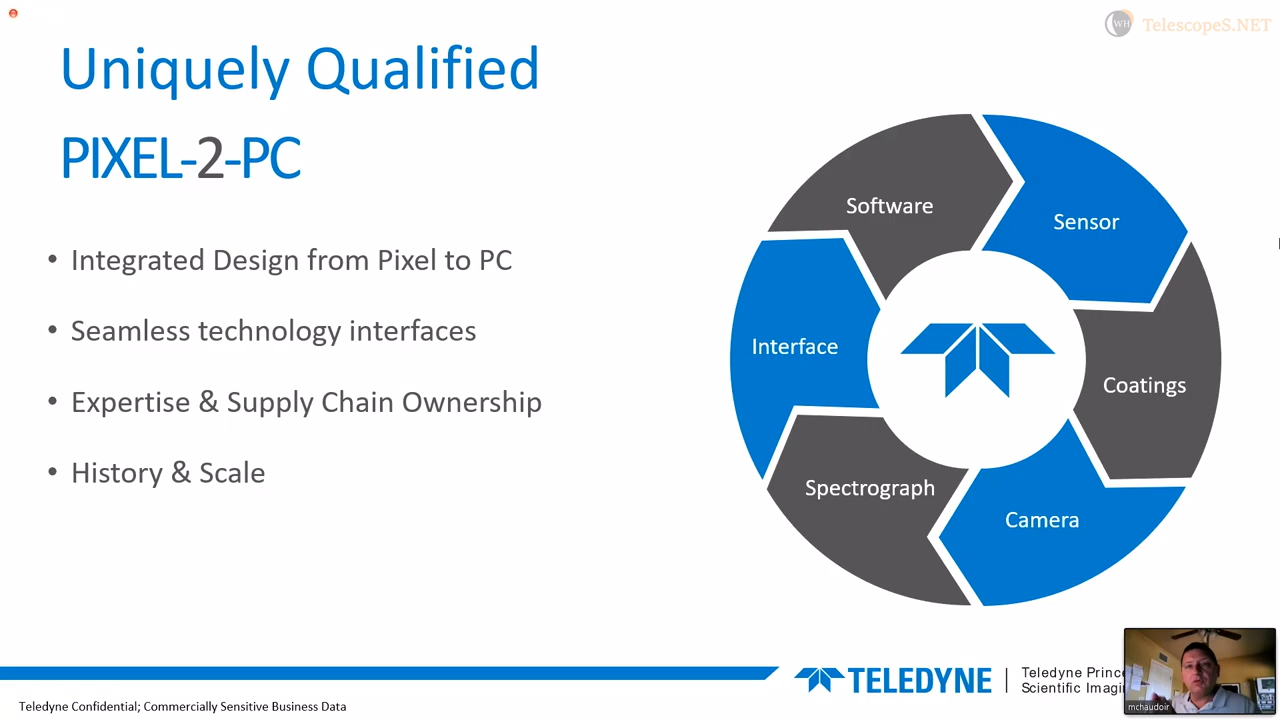 WH TelescopeS.NET
Uniquely Qualified
PIXEL-2-PC
• Integrated Design from Pixel to PC
• Seamless technology interfaces
• Expertise & Supply Chain Ownership
• History & Scale
Software
Sensor
Interface
Coatings
Spectrograph
Camera
TELEDYNE
Teledyne Prince
Scientific Imagi
mchaudoir
Teledyne Confidential; Commercially Sensitive Business Data